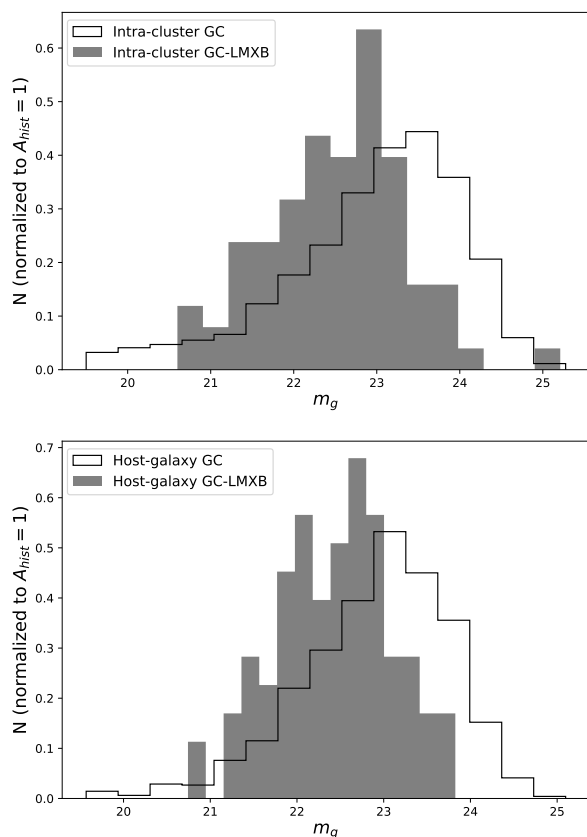 Intra-cluster GC
Intra-cluster GC-LMXB
N (normalized to A_hist = 1)
0.6
0.5
0.4
0.3
0.2
0.1
0.0
20 21 22 23 24 25
m_g
Host-galaxy GC
Host-galaxy GC-LMXB
N (normalized to A_hist = 1)
0.7
0.6
0.5
0.4
0.3
0.2
0.1
0.0
20 21 22 23 24 25
m_g